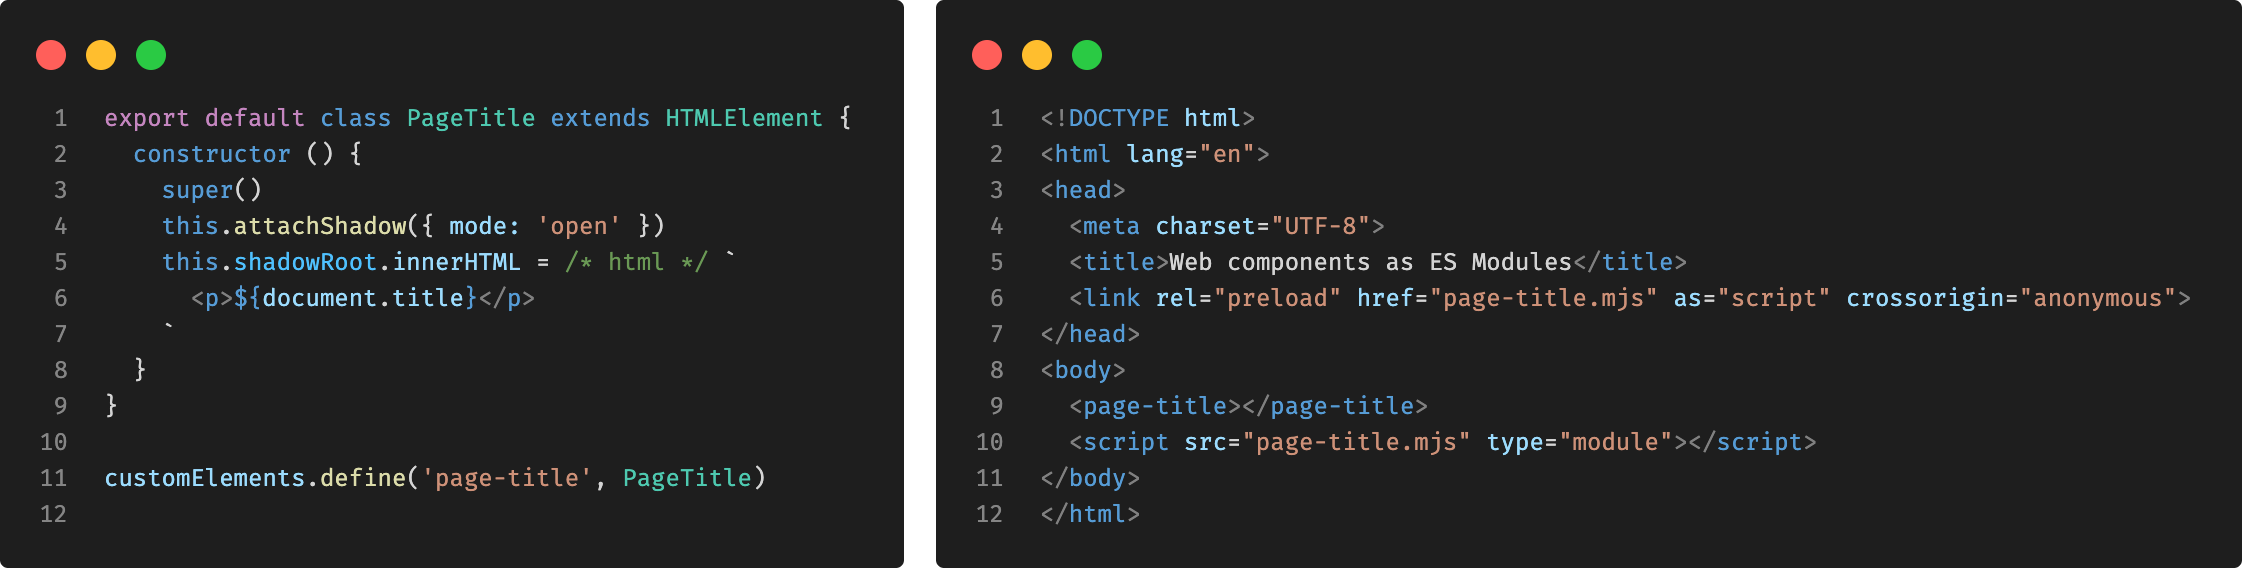 1 export default class PageTitle extends HTMLElement {
2   constructor () {
3     super()
4     this.attachShadow({ mode: 'open' })
5     this.shadowRoot.innerHTML = /* html */ `
6       <p>${document.title}</p>
7     `
8   }
9 }
10
11 customElements.define('page-title', PageTitle)
12
1 <!DOCTYPE html>
2 <html lang="en">
3 <head>
4   <meta charset="UTF-8">
5   <title>Web components as ES Modules</title>
6   <link rel="preload" href="page-title.mjs" as="script" crossorigin="anonymous">
7 </head>
8 <body>
9   <page-title></page-title>
10   <script src="page-title.mjs" type="module"></script>
11 </body>
12 </html>